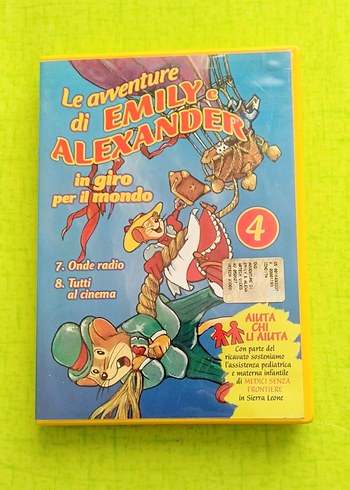 Le avventure
di EMILY e
ALEXANDER
in giro
per il mondo
4
7. Onde radio
8. Tutti
al cinema
AIUTA
CHI
LI AIUTA
Con parte del
ricavato sosteniamo
l'assistenza pediatrica
e materna infantile
di MEDICI SENZA
FRONTIERE
in Sierra Leone